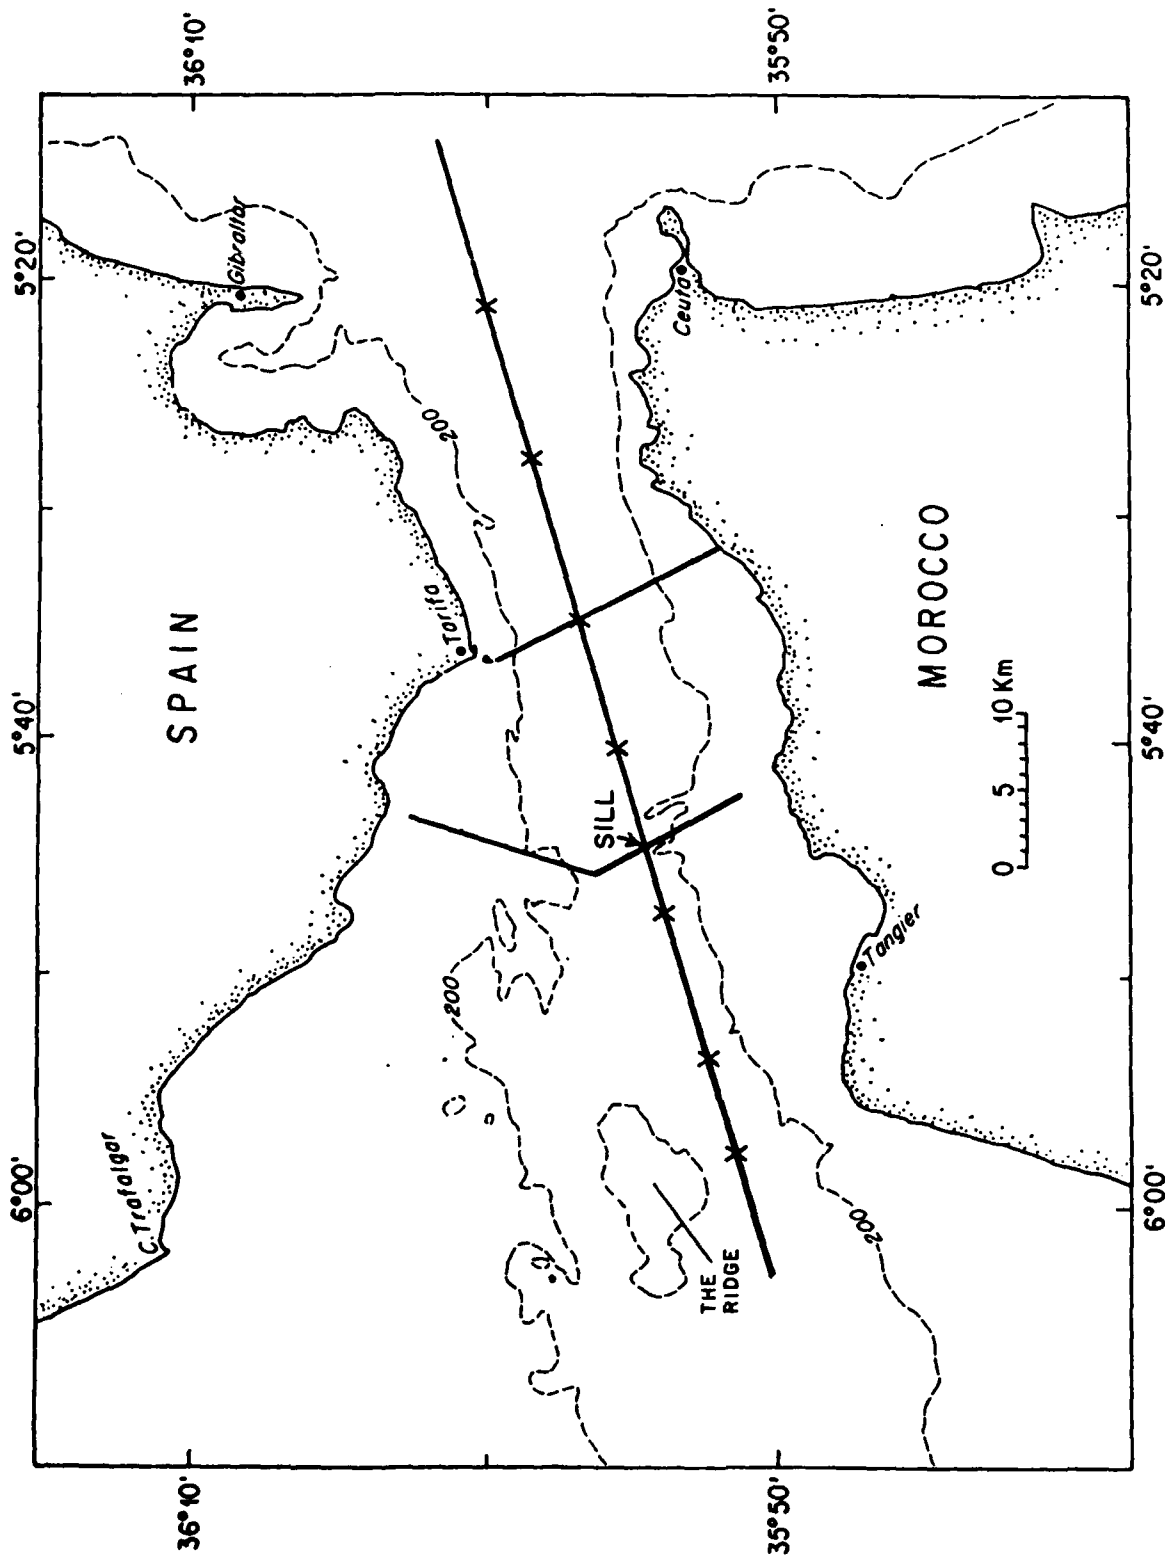 6°00'
5°40'
5°20'
36°10'
36°10'
SPAIN
C. Trafalgar
Tarifa
Gibraltar
200
200
SILL
THE
RIDGE
Ceuta
35°50'
35°50'
200
Tangier
MOROCCO
0 5 10 Km
6°00'
5°40'
5°20'